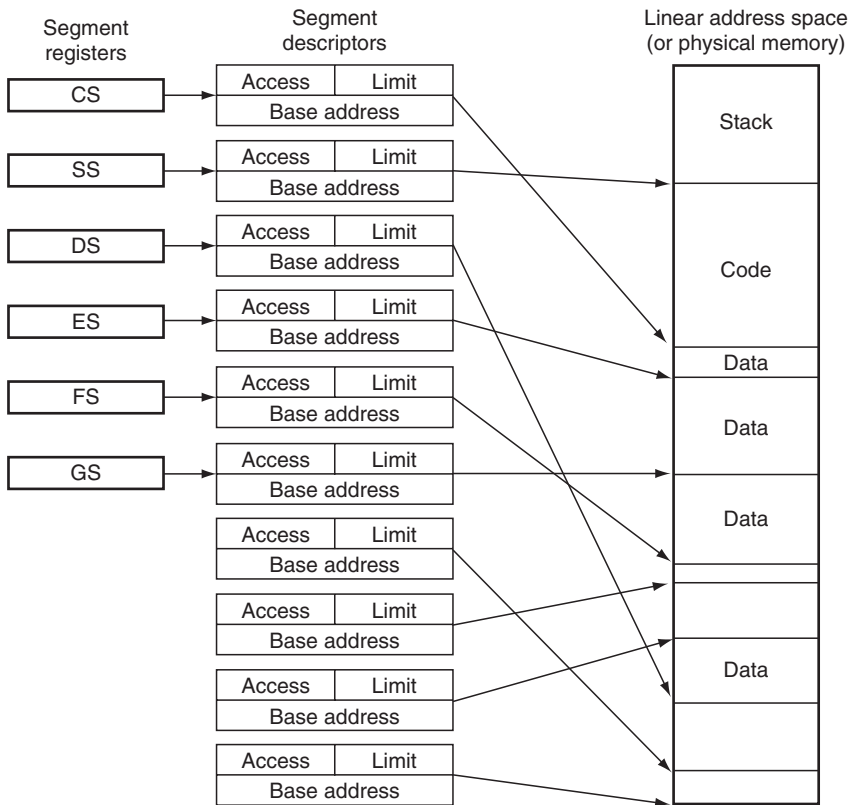 Segment
registers
Segment
descriptors
Linear address space
(or physical memory)
CS
Access Limit
Base address
Stack
SS
Access Limit
Base address
DS
Access Limit
Base address
Code
ES
Access Limit
Base address
Data
FS
Access Limit
Base address
Data
GS
Access Limit
Base address
Data
Access Limit
Base address
Access Limit
Base address
Access Limit
Base address
Data
Access Limit
Base address